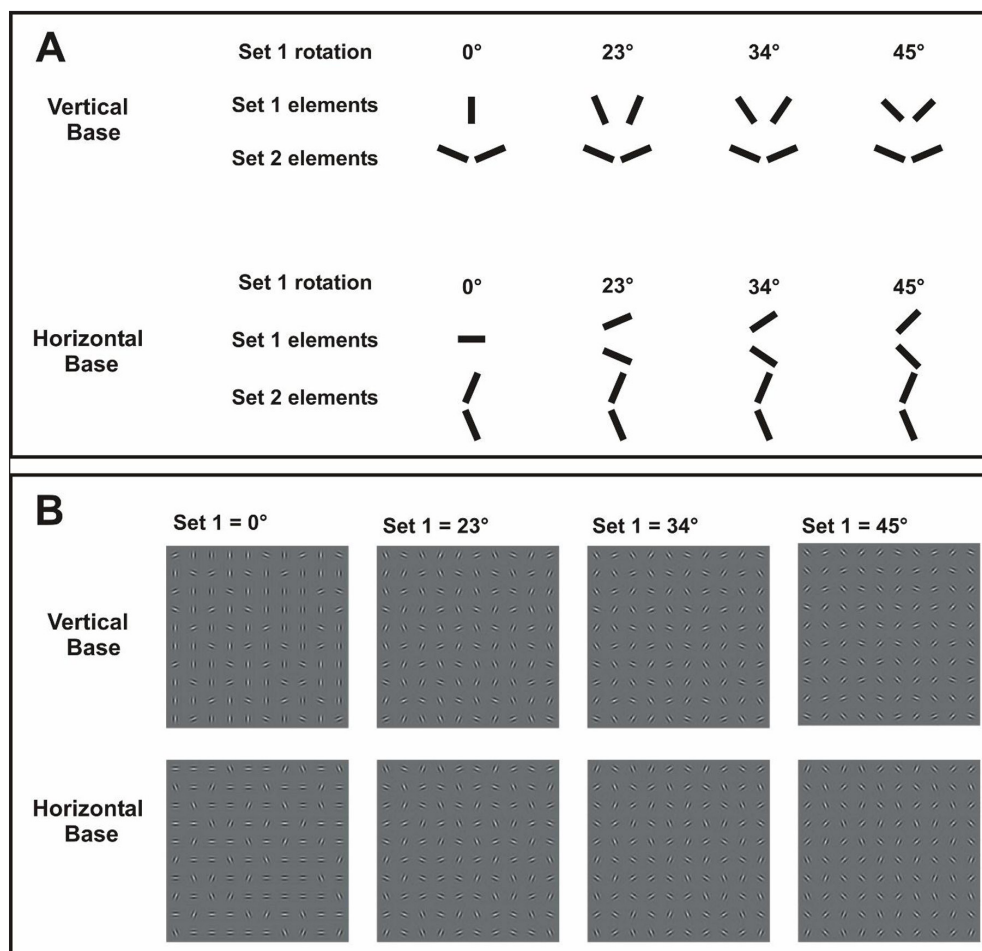 A
Set 1 rotation 0° 23° 34° 45°
Vertical
Base
Set 1 elements
Set 2 elements
Set 1 rotation 0° 23° 34° 45°
Horizontal
Base
Set 1 elements
Set 2 elements
B
Set 1 = 0° Set 1 = 23° Set 1 = 34° Set 1 = 45°
Vertical
Base
Horizontal
Base